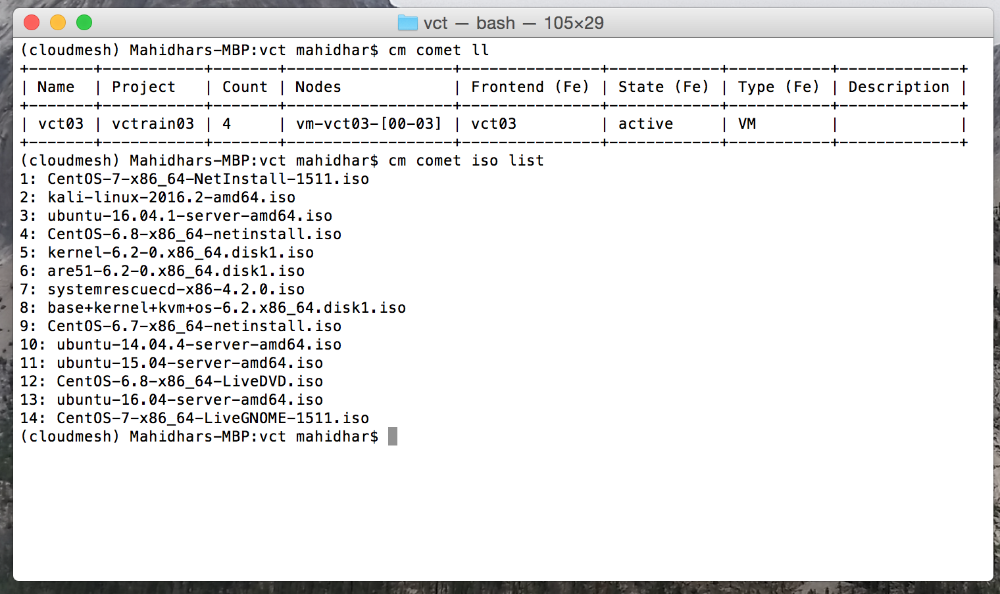 vct — bash — 105×29
(cloudmesh) Mahidhars-MBP:vct mahidhar$ cm comet ll
+-------+-----------+-------+------------------+---------------+------------+-----------+-------------+
| Name  | Project   | Count | Nodes            | Frontend (Fe) | State (Fe) | Type (Fe) | Description |
+-------+-----------+-------+------------------+---------------+------------+-----------+-------------+
| vct03 | vctrain03 | 4     | vm-vct03-[00-03] | vct03         | active     | VM        |             |
+-------+-----------+-------+------------------+---------------+------------+-----------+-------------+
(cloudmesh) Mahidhars-MBP:vct mahidhar$ cm comet iso list
1: CentOS-7-x86_64-NetInstall-1511.iso
2: kali-linux-2016.2-amd64.iso
3: ubuntu-16.04.1-server-amd64.iso
4: CentOS-6.8-x86_64-netinstall.iso
5: kernel-6.2-0.x86_64.disk1.iso
6: are51-6.2-0.x86_64.disk1.iso
7: systemrescuecd-x86-4.2.0.iso
8: base+kernel+kvm+os-6.2.x86_64.disk1.iso
9: CentOS-6.7-x86_64-netinstall.iso
10: ubuntu-14.04.4-server-amd64.iso
11: ubuntu-15.04-server-amd64.iso
12: CentOS-6.8-x86_64-LiveDVD.iso
13: ubuntu-16.04-server-amd64.iso
14: CentOS-7-x86_64-LiveGNOME-1511.iso
(cloudmesh) Mahidhars-MBP:vct mahidhar$